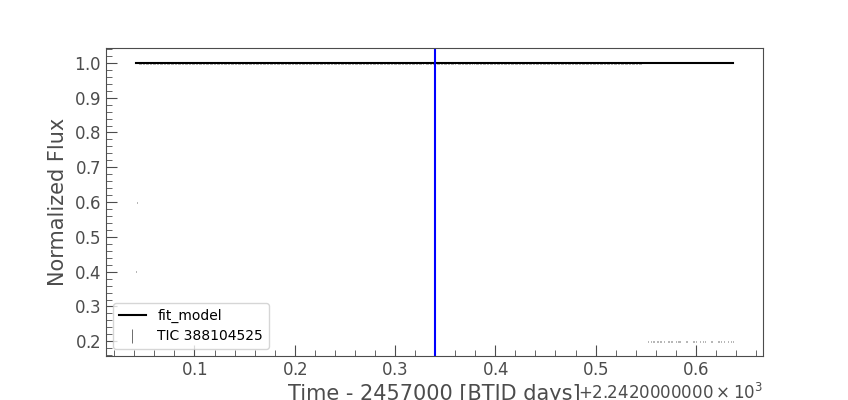 1.0
0.9
0.8
0.7
0.6
0.5
0.4
0.3
0.2
Normalized Flux
fit_model
TIC 388104525
0.1 0.2 0.3 0.4 0.5 0.6
Time - 2457000 [BTJD days] +2.2420000000 × 10³